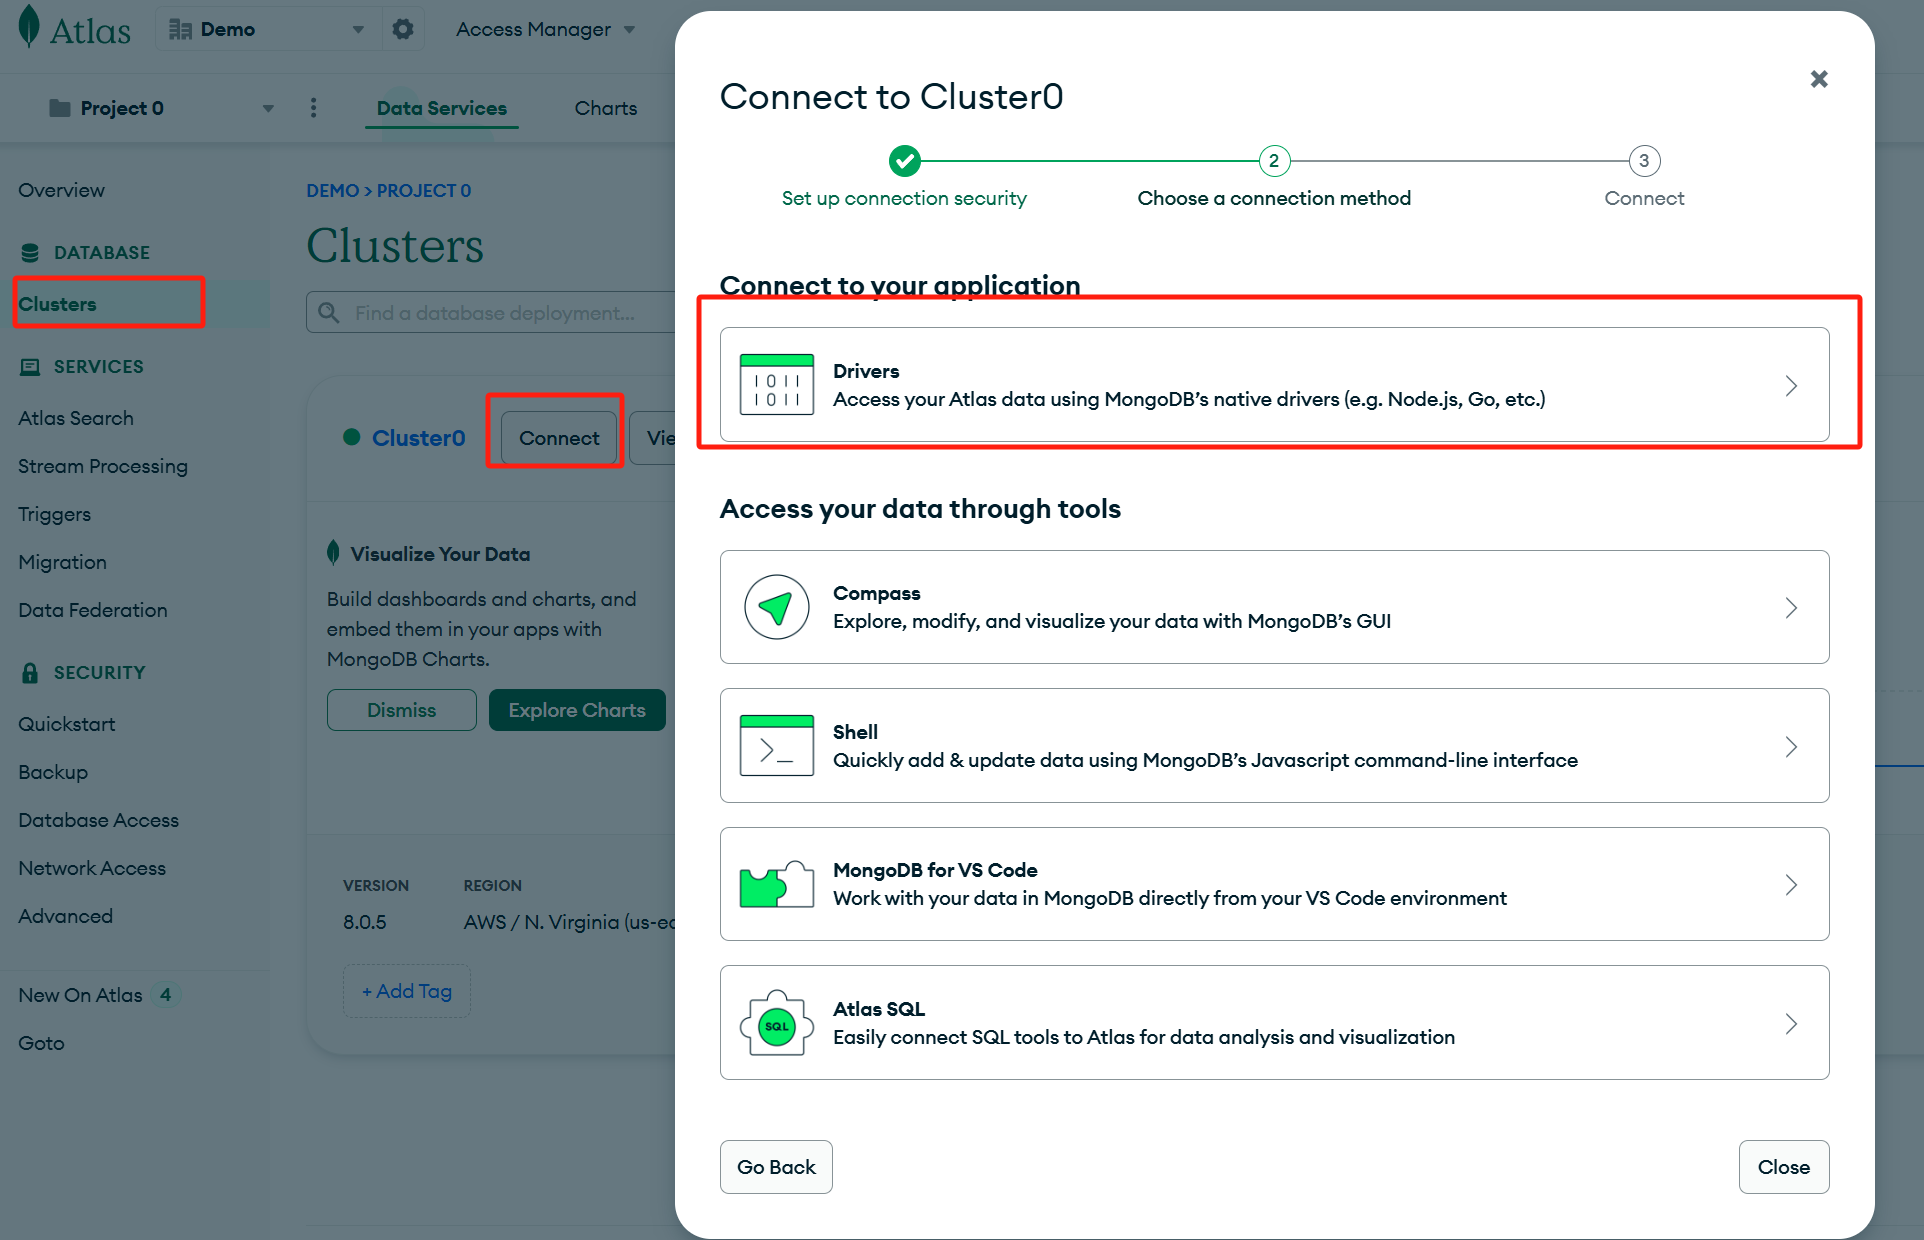 Atlas
Demo
Access Manager
Project 0
Data Services
Charts
Overview
DATABASE
Clusters
SERVICES
Atlas Search
Stream Processing
Triggers
Migration
Data Federation
SECURITY
Quickstart
Backup
Database Access
Network Access
Advanced
New On Atlas 4
Goto
DEMO > PROJECT 0
Clusters
Find a database deployment...
Cluster0
Connect
Visualize Your Data
Build dashboards and charts, and
embed them in your apps with
MongoDB Charts.
Dismiss
Explore Charts
VERSION
REGION
8.0.5
AWS / N. Virginia
+ Add Tag
Connect to Cluster0
2
3
Set up connection security
Choose a connection method
Connect
Connect to your application
1011
1011
Drivers
Access your Atlas data using MongoDB’s native drivers (e.g. Node.js, Go, etc.)
Access your data through tools
Compass
Explore, modify, and visualize your data with MongoDB’s GUI
Shell
Quickly add & update data using MongoDB’s Javascript command-line interface
MongoDB for VS Code
Work with your data in MongoDB directly from your VS Code environment
SQL
Atlas SQL
Easily connect SQL tools to Atlas for data analysis and visualization
Go Back
Close